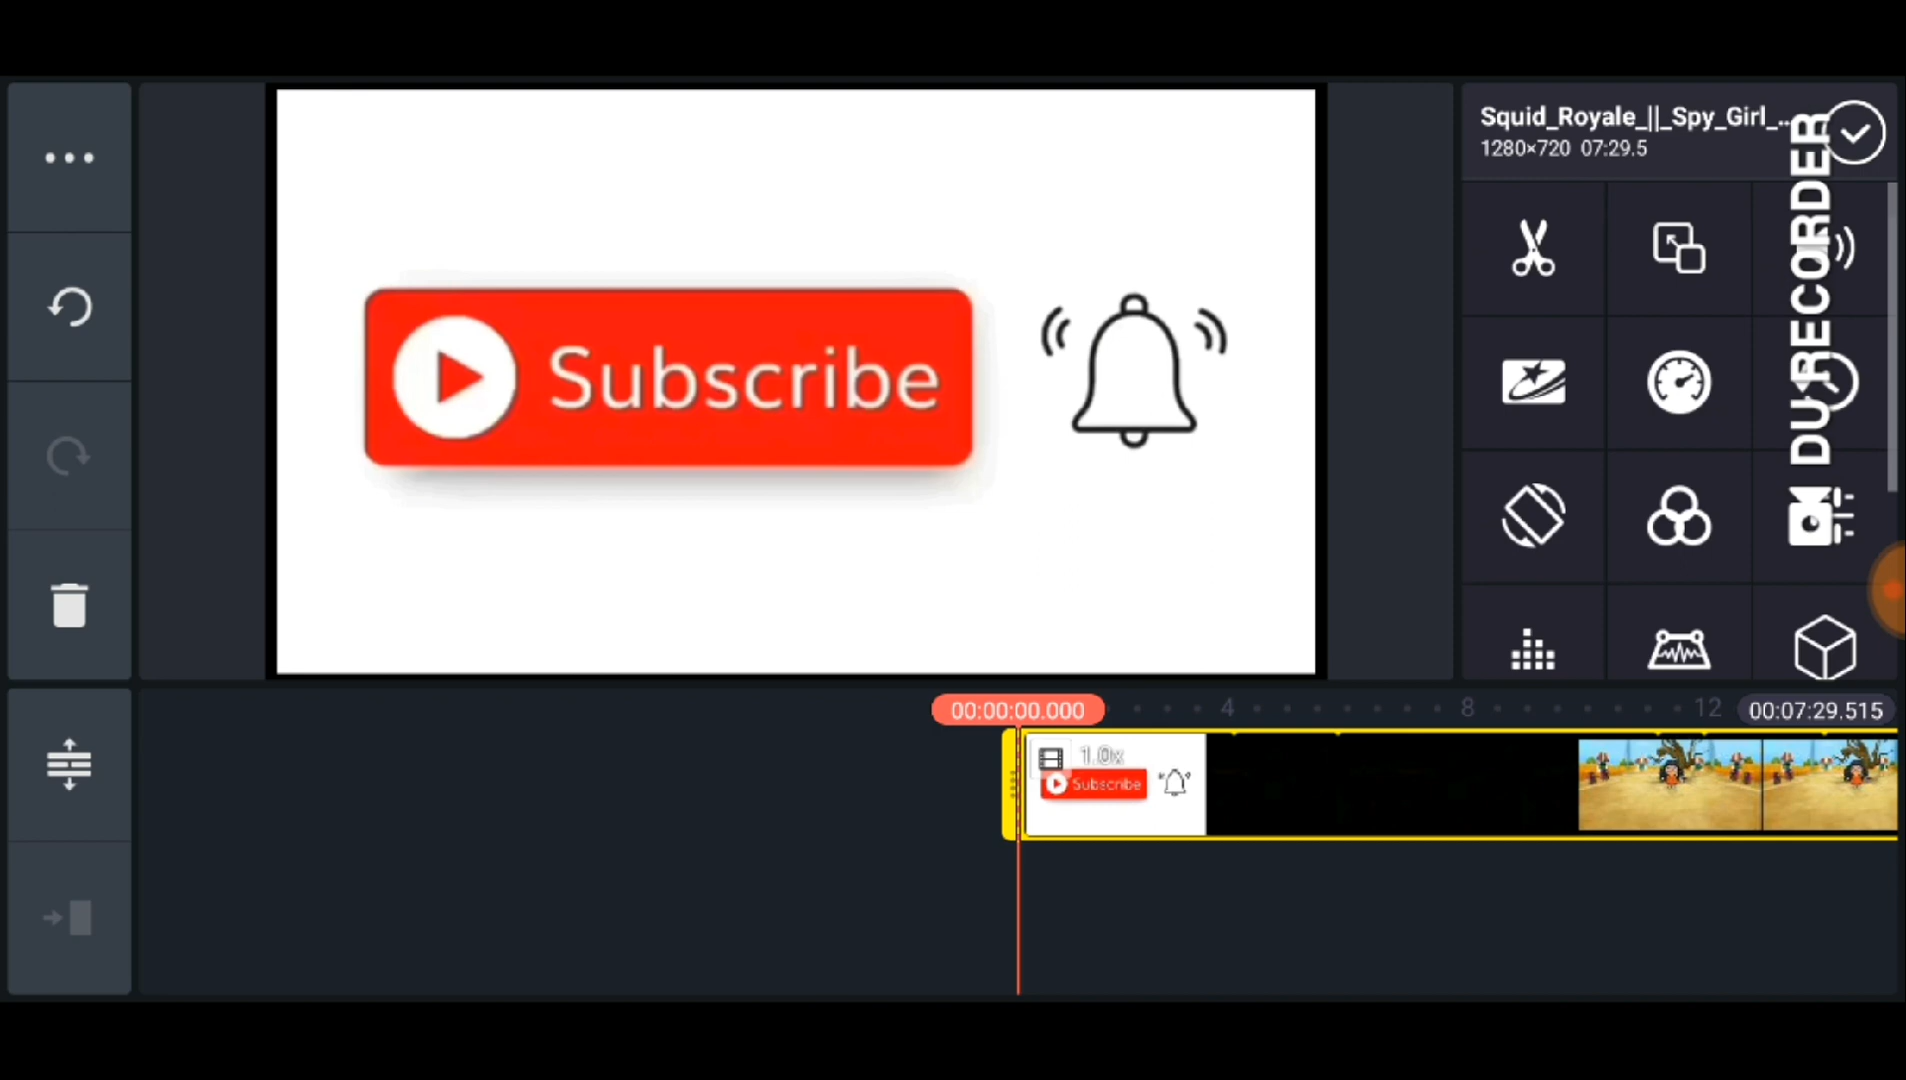 Squid_Royale_||_Spy_Girl_...
1280×720 07:29.5
DU RECORDER
Subscribe
00:00:00.000
4
8
12
00:07:29.515
1.0x
Subscribe